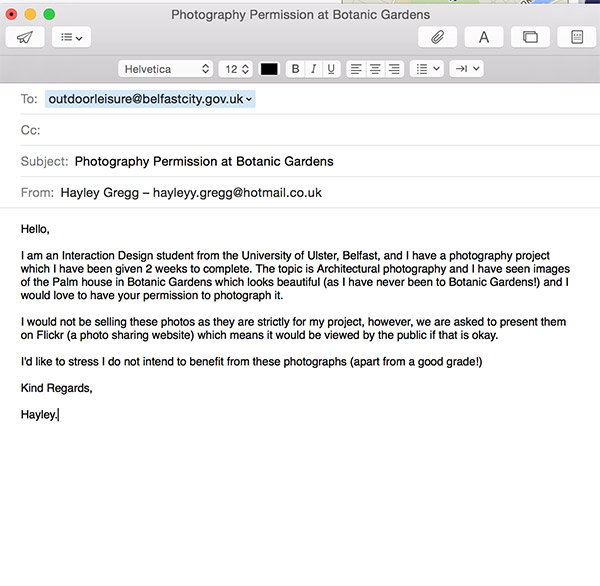 Photography Permission at Botanic Gardens
Helvetica 12 B I U
To: outdoorleisure@belfastcity.gov.uk
Cc:
Subject: Photography Permission at Botanic Gardens
From: Hayley Gregg – hayleyy.gregg@hotmail.co.uk
Hello,
I am an Interaction Design student from the University of Ulster, Belfast, and I have a photography project
which I have been given 2 weeks to complete. The topic is Architectural photography and I have seen images
of the Palm house in Botanic Gardens which looks beautiful (as I have never been to Botanic Gardens!) and I
would love to have your permission to photograph it.
I would not be selling these photos as they are strictly for my project, however, we are asked to present them
on Flickr (a photo sharing website) which means it would be viewed by the public if that is okay.
I'd like to stress I do not intend to benefit from these photographs (apart from a good grade!)
Kind Regards,
Hayley.